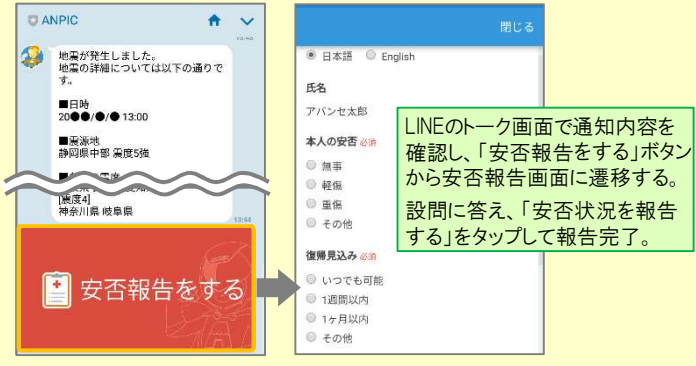 ANPIC
地震が発生しました。
地震の詳細については以下の通りで
す。
■日時
20●●/●/● 13:00
■震源地
静岡県中部 震度5強
[震度4]
神奈川県 岐阜県
13:44
安否報告をする
閉じる
日本語 English
氏名
アバンセ太郎
本人の安否 必須
無事
軽傷
重傷
その他
復帰見込み 必須
いつでも可能
1週間以内
1ヶ月以内
その他
LINEのトーク画面で通知内容を
確認し、「安否報告をする」ボタン
から安否報告画面に遷移する。
設問に答え、「安否状況を報告
する」をタップして報告完了。